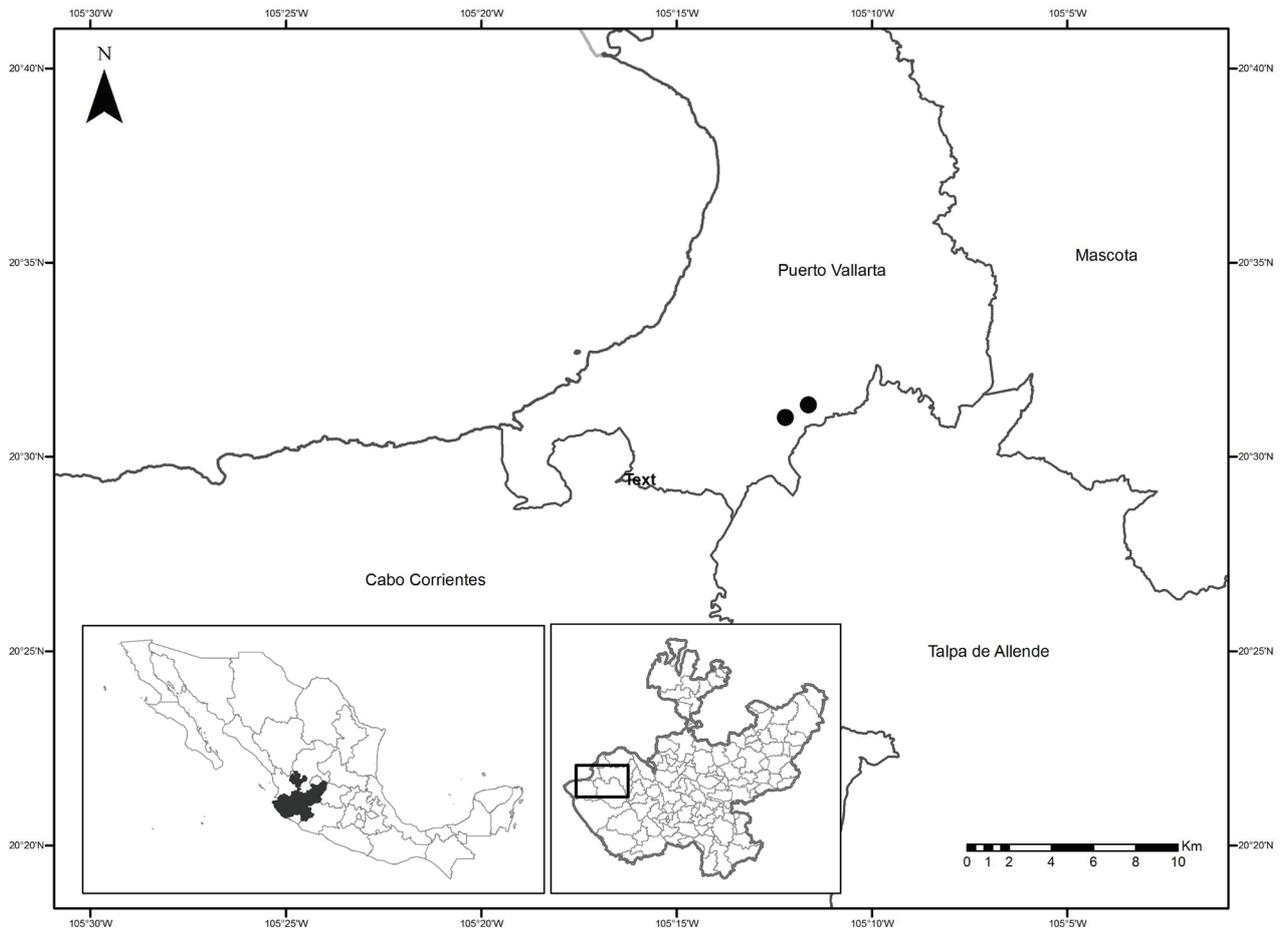 105°30'W 105°25'W 105°20'W 105°15'W 105°10'W 105°5'W
N
20°40'N 20°40'N
Mascota
20°35'N 20°35'N
Puerto Vallarta
20°30'N 20°30'N
Text
Cabo Corrientes
20°25'N Talpa de Allende 20°25'N
20°20'N 20°20'N
Km
0 1 2 4 6 8 10
105°30'W 105°25'W 105°20'W 105°15'W 105°10'W 105°5'W